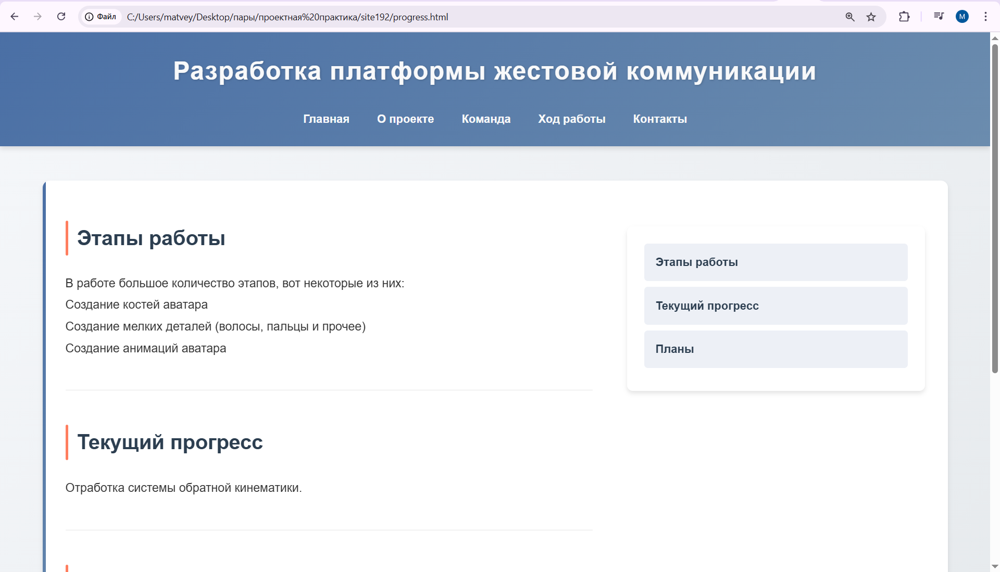 Файл
C:/Users/matvey/Desktop/пары/проектная%20практика/site192/progress.html
M
Разработка платформы жестовой коммуникации
Главная О проекте Команда Ход работы Контакты
Этапы работы
В работе большое количество этапов, вот некоторые из них:
Создание костей аватара
Создание мелких деталей (волосы, пальцы и прочее)
Создание анимаций аватара
Текущий прогресс
Отработка системы обратной кинематики.
Этапы работы
Текущий прогресс
Планы